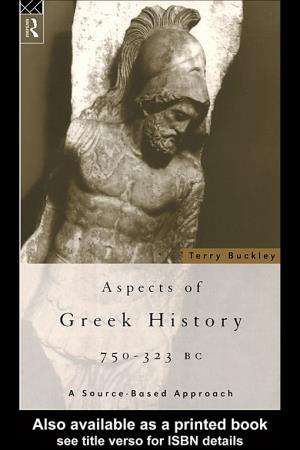 Terry Buckley
Aspects of
Greek History
750-323 BC
A Source-Based Approach
Also available as a printed book
see title verso for ISBN details